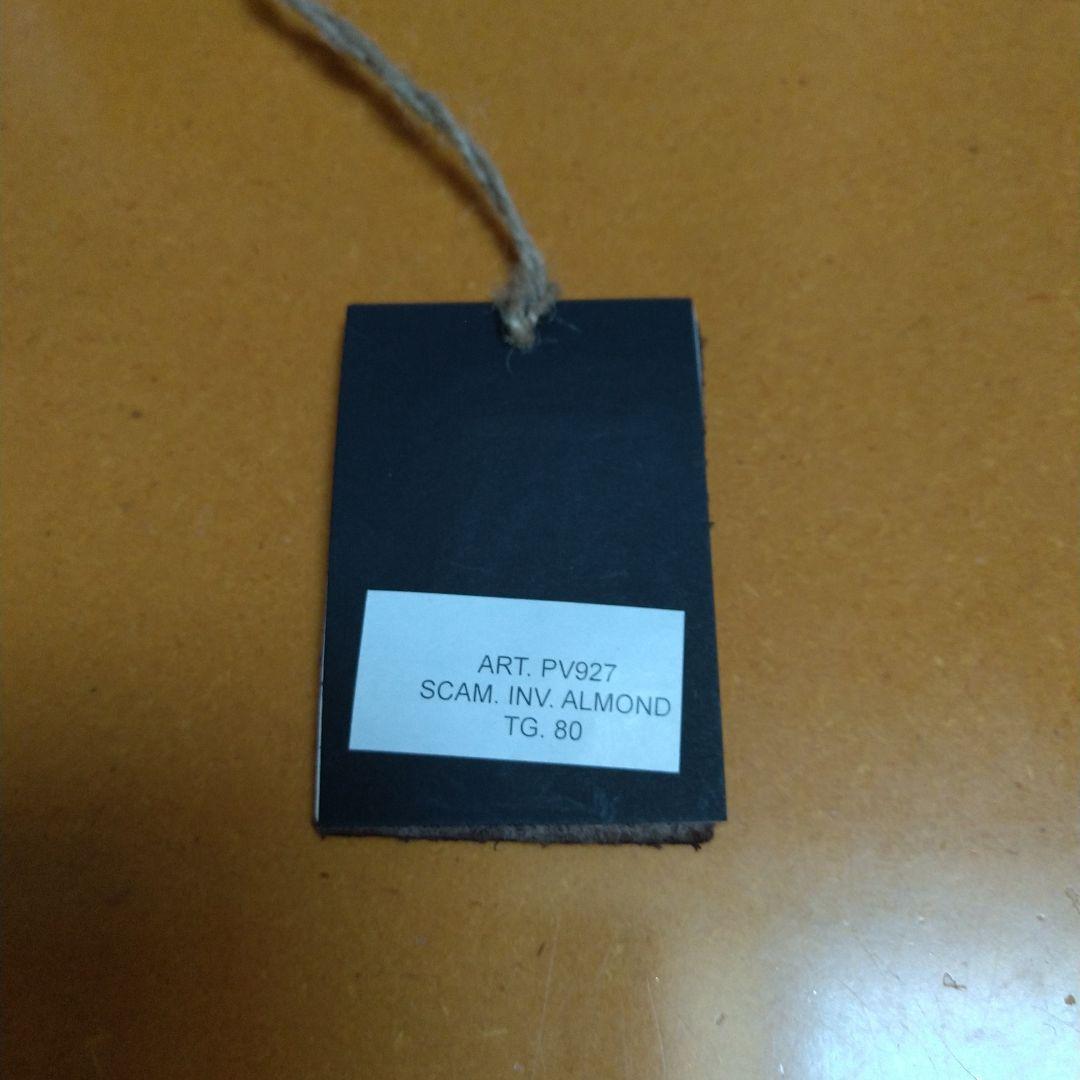 ART. PV927
SCAM. INV. ALMOND
TG. 80